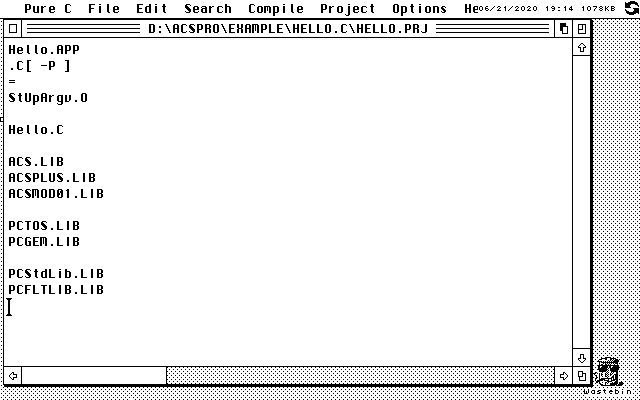 Pure C File Edit Search Compile Project Options He 06/21/2020 19:14 1078KB
D:\ACSPRO\EXAMPLE\HELLO.C\HELLO.PRJ
Hello.APP
.C[ -P ]
=
StUpArgv.O
Hello.C
ACS.LIB
ACSPLUS.LIB
ACSMOD01.LIB
PCTOS.LIB
PCGEM.LIB
PCStdLib.LIB
PCFLTLIB.LIB
Wastebin